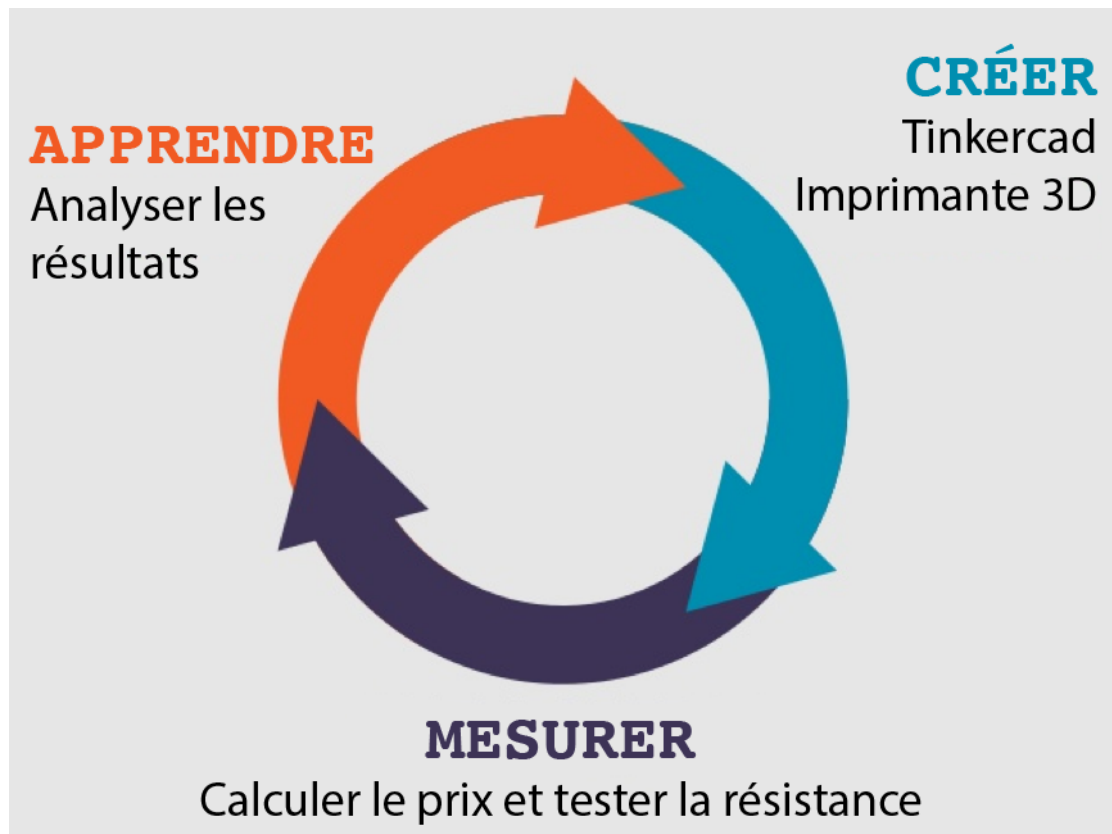 APPRENDRE
Analyser les
résultats
CRÉER
Tinkercad
Imprimante 3D
MESURER
Calculer le prix et tester la résistance